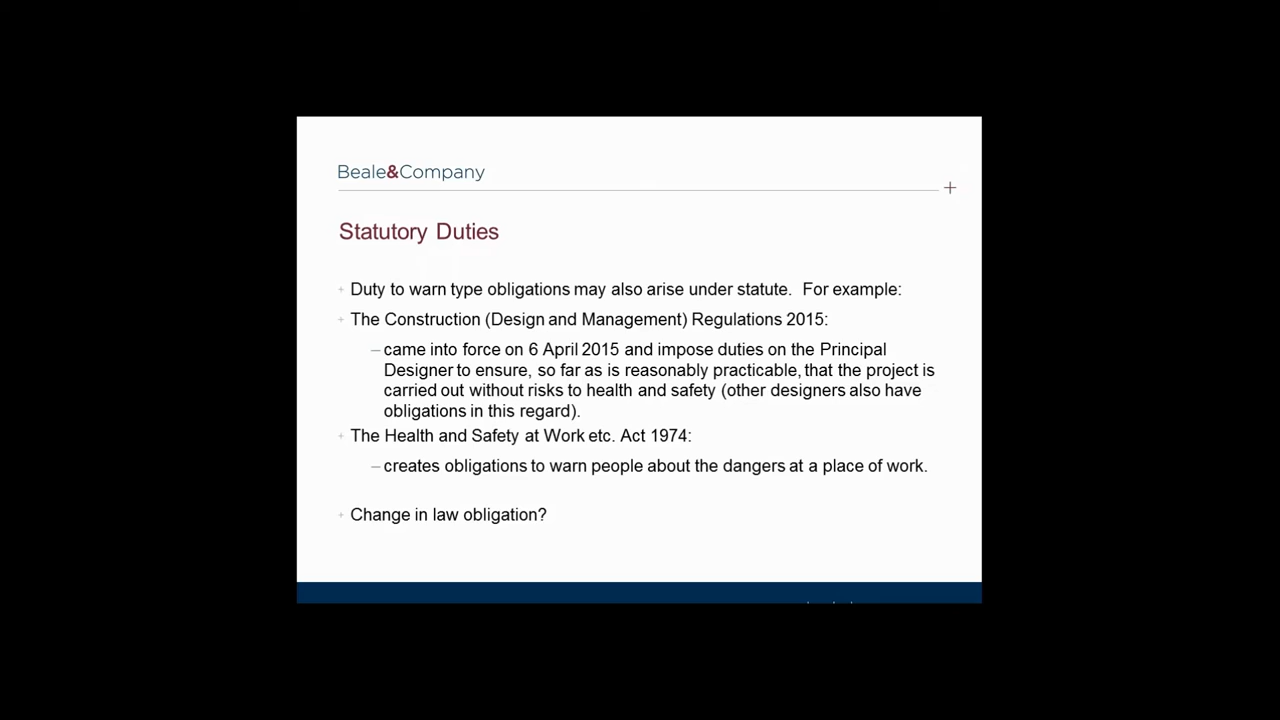 Beale&Company
Statutory Duties
Duty to warn type obligations may also arise under statute. For example:
The Construction (Design and Management) Regulations 2015:
–came into force on 6 April 2015 and impose duties on the Principal
Designer to ensure, so far as is reasonably practicable, that the project is
carried out without risks to health and safety (other designers also have
obligations in this regard).
The Health and Safety at Work etc. Act 1974:
–creates obligations to warn people about the dangers at a place of work.
Change in law obligation?